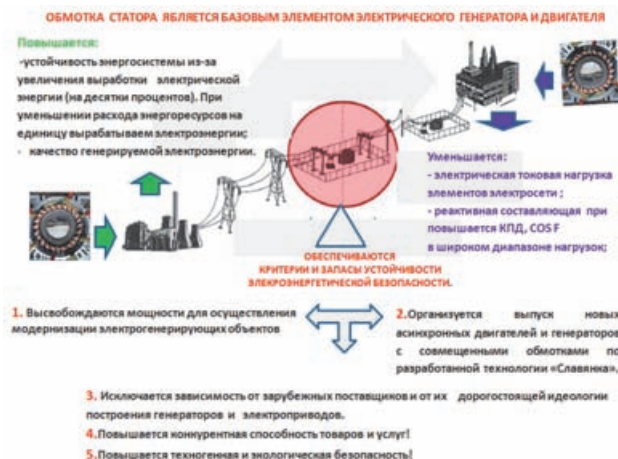 ОБМОТКА СТАТОРА ЯВЛЯЕТСЯ БАЗОВЫМ ЭЛЕМЕНТОМ ЭЛЕКТРИЧЕСКОГО ГЕНЕРАТОРА И ДВИГАТЕЛЯ
Повышается:
-устойчивость энергосистемы из-за
увеличения выработки электрической
энергии (на десятки процентов). При
уменьшении расхода энергоресурсов на
единицу вырабатываем электроэнергии;
- качество генерируемой электроэнергии.
Уменьшается:
- электрическая токовая нагрузка
элементов электросети ;
- реактивная составляющая при
повышается КПД, COS F
в широком диапазоне нагрузок;
ОБЕСПЕЧИВАЮТСЯ
КРИТЕРИИ И ЗАПАСЫ УСТОЙЧИВОСТИ
ЭЛЕКРОЭНЕРГЕТИЧЕСКОЙ БЕЗОПАСНОСТИ.
1. Высвобождаются мощности для осуществления
модернизации электрогенерирующих объектов
2.Организуется выпуск новых
асинхронных двигателей и генераторов
с совмещенными обмотками по
разработанной технологии «Славянка».
3. Исключается зависимость от зарубежных поставщиков и от их дорогостоящей идеологии
построения генераторов и электроприводов.
4.Повышается конкурентная способность товаров и услуг!
5.Повышается техногенная и экологическая безопасность!